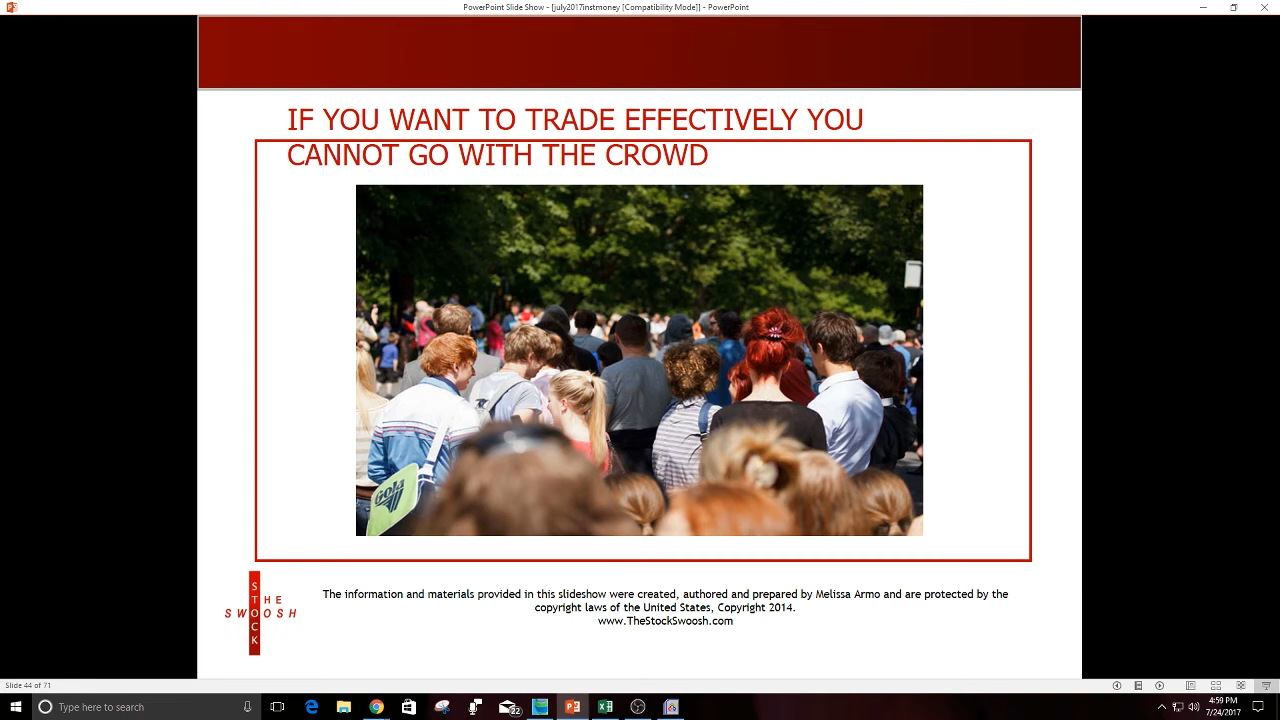 PowerPoint Slide Show - [july2017instmoney [Compatibility Mode]] - PowerPoint
IF YOU WANT TO TRADE EFFECTIVELY YOU
CANNOT GO WITH THE CROWD
Gola
STOCK
THE
SWOOSH
The information and materials provided in this slideshow were created, authored and prepared by Melissa Armo and are protected by the
copyright laws of the United States, Copyright 2014.
www.TheStockSwoosh.com
Slide 44 of 71
Type here to search
22
4:59 PM
7/24/2017